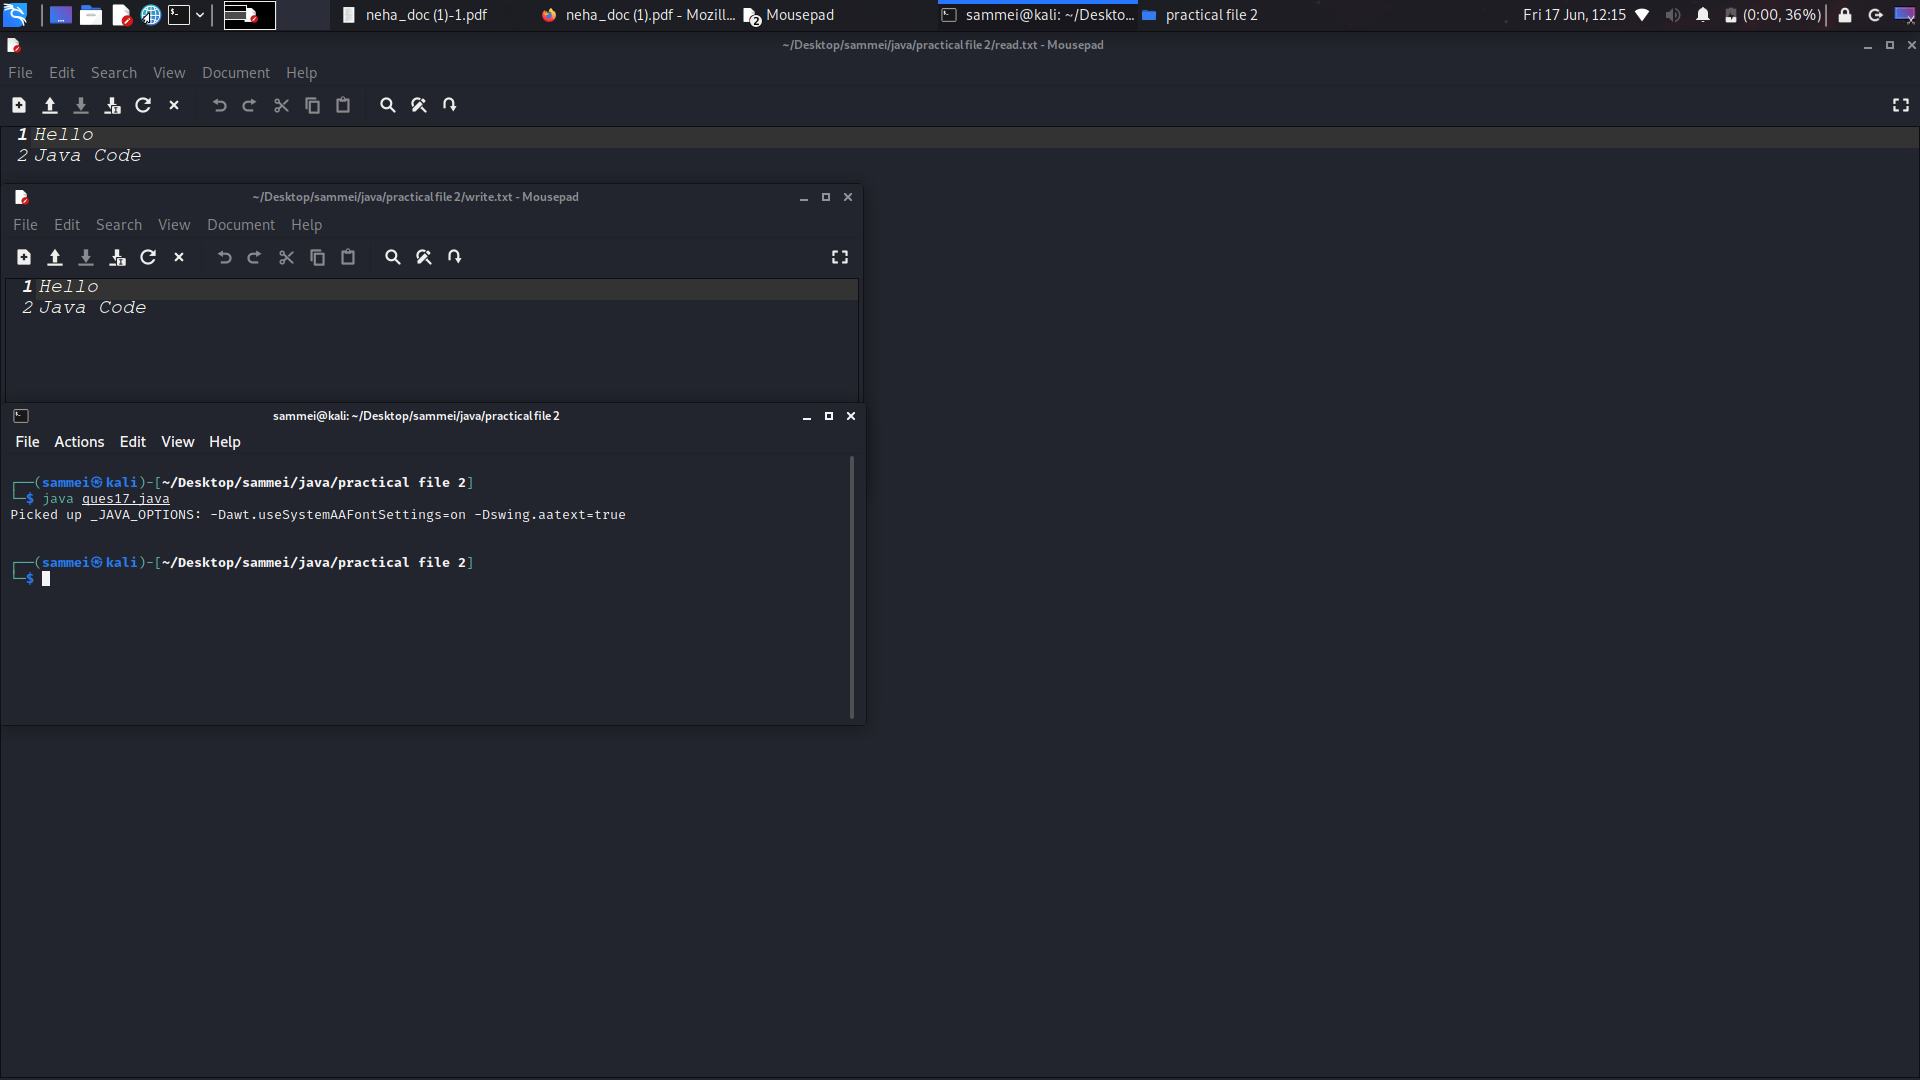 neha_doc (1)-1.pdf
neha_doc (1).pdf - Mozill...
2
Mousepad
sammei@kali: ~/Deskto...
practical file 2
Fri 17 Jun, 12:15
(0:00, 36%)
~/Desktop/sammei/java/practical file 2/read.txt - Mousepad
File Edit Search View Document Help
1 Hello
2 Java Code
~/Desktop/sammei/java/practical file 2/write.txt - Mousepad
File Edit Search View Document Help
1 Hello
2 Java Code
sammei@kali: ~/Desktop/sammei/java/practical file 2
File Actions Edit View Help
┌──(sammei㉿kali)-[~/Desktop/sammei/java/practical file 2]
└─$ java ques17.java
Picked up _JAVA_OPTIONS: -Dawt.useSystemAAFontSettings=on -Dswing.aatext=true
┌──(sammei㉿kali)-[~/Desktop/sammei/java/practical file 2]
└─$